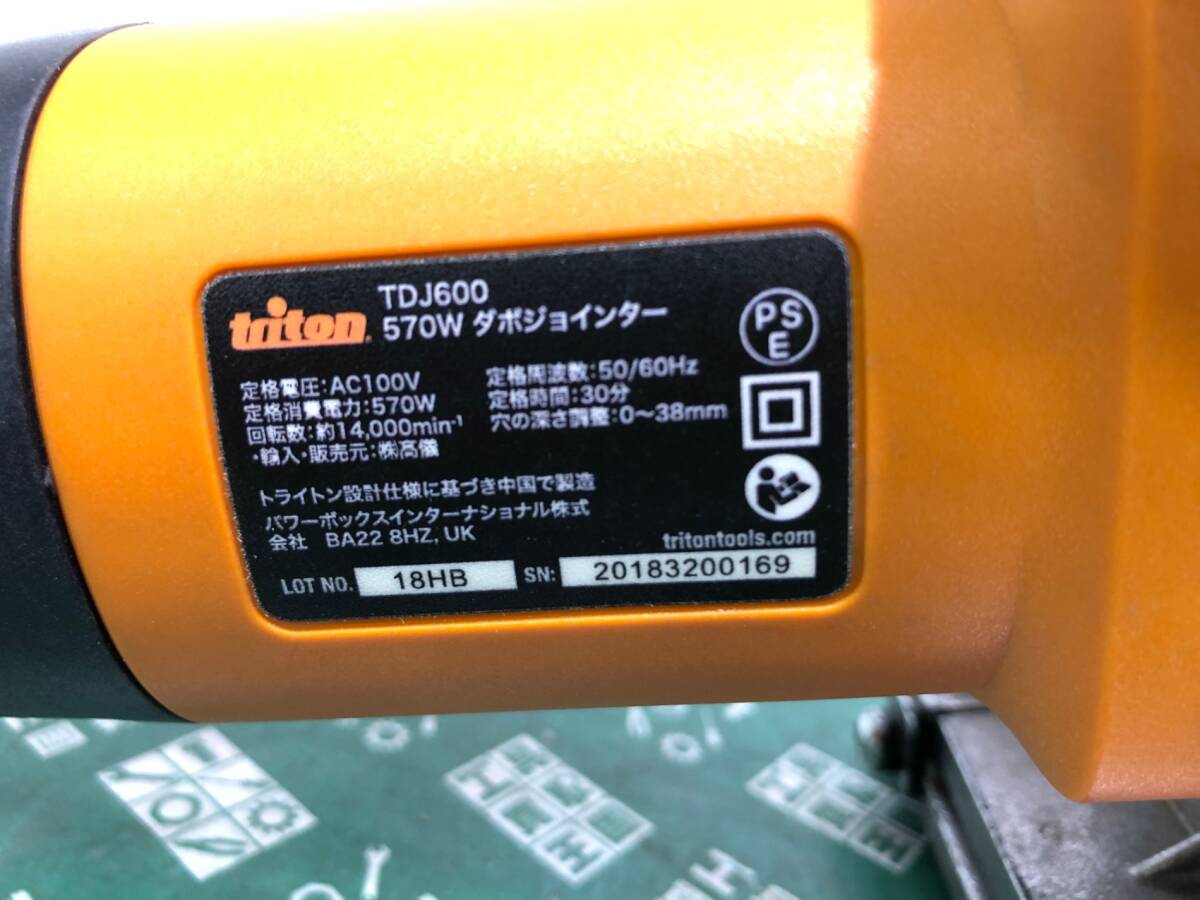 triton
TDJ600
570W ダボジョインター
定格電圧:AC100V
定格消費電力:570W
回転数:約14,000min⁻¹
・輸入・販売元:㈱髙儀
定格周波数:50/60Hz
定格時間:30分
穴の深さ調整:0〜38mm
PS
E
トライトン設計仕様に基づき中国で製造
パワーボックスインターナショナル株式
会社 BA22 8HZ, UK
tritontools.com
LOT NO. 18HB SN: 20183200169